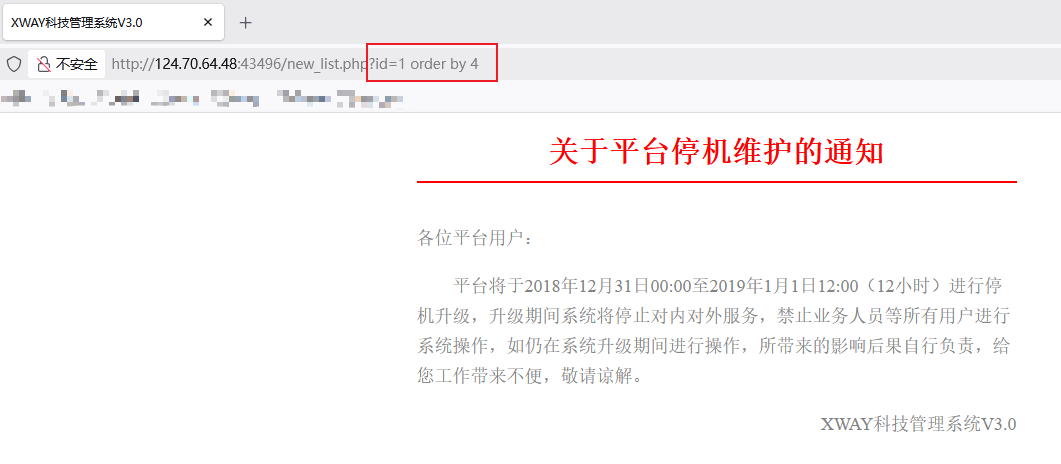 XWAY科技管理系统V3.0
不安全 http://124.70.64.48:43496/new_list.php?id=1 order by 4
关于平台停机维护的通知
各位平台用户：
平台将于2018年12月31日00:00至2019年1月1日12:00（12小时）进行停
机升级，升级期间系统将停止对内对外服务，禁止业务人员等所有用户进行
系统操作，如仍在系统升级期间进行操作，所带来的影响后果自行负责，给
您工作带来不便，敬请谅解。
XWAY科技管理系统V3.0